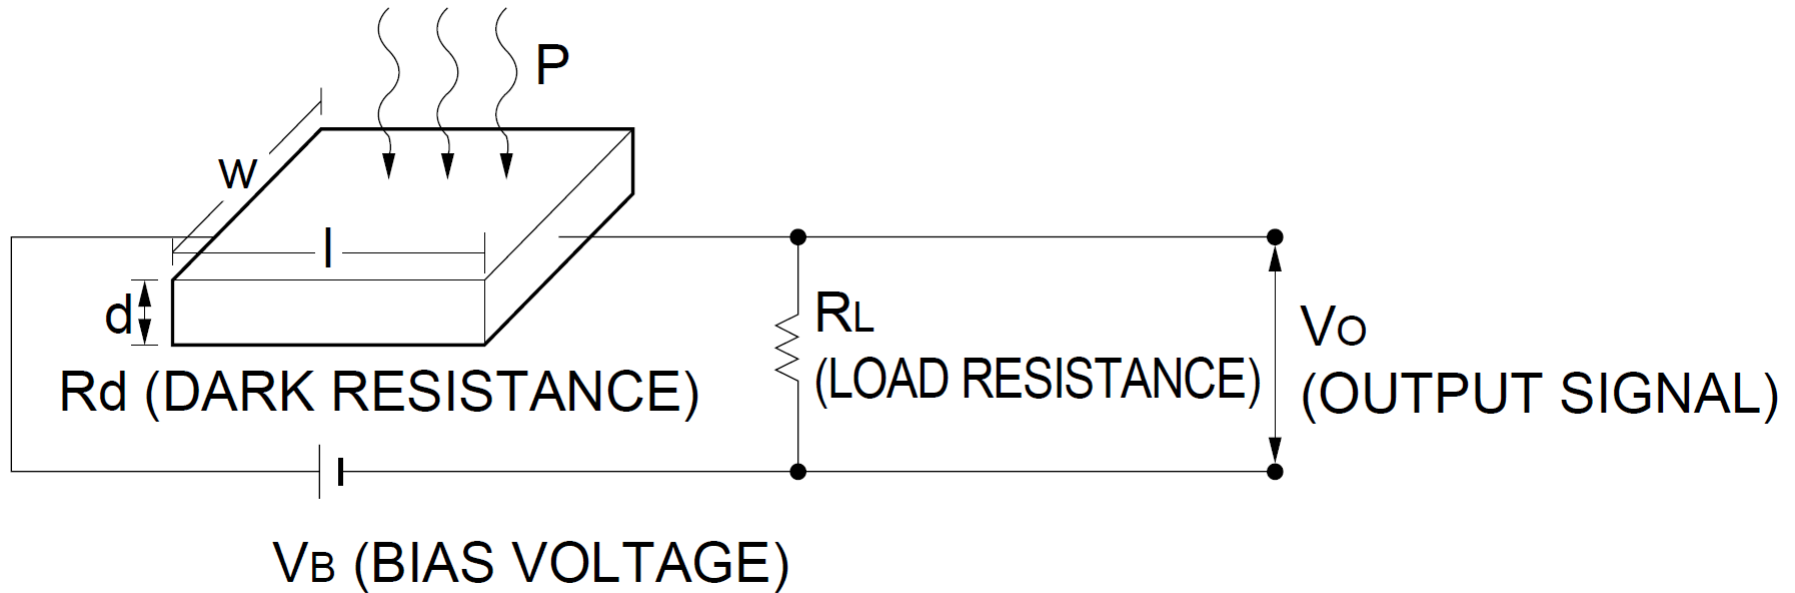 P
w
l
d
Rd (DARK RESISTANCE)
RL
(LOAD RESISTANCE)
VO
(OUTPUT SIGNAL)
VB (BIAS VOLTAGE)